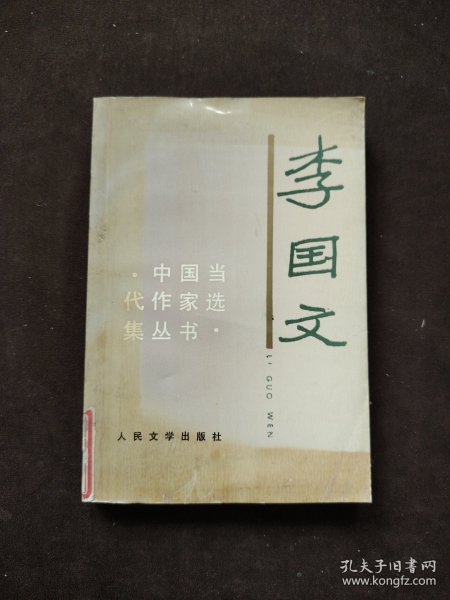 李国文
LI GUO WEN
·中国当
代作家选
集丛书·
人民文学出版社
孔夫子旧书网
www.kongfz.com